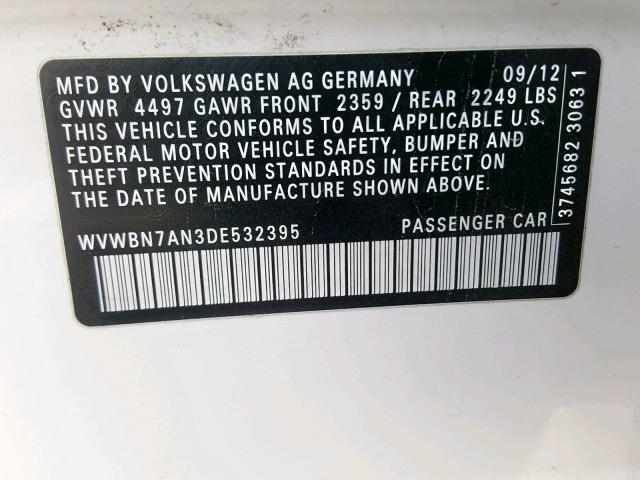 MFD BY VOLKSWAGEN AG GERMANY 09/12
GVWR 4497 GAWR FRONT 2359 / REAR 2249 LBS
THIS VEHICLE CONFORMS TO ALL APPLICABLE U.S.
FEDERAL MOTOR VEHICLE SAFETY, BUMPER AND
THEFT PREVENTION STANDARDS IN EFFECT ON
THE DATE OF MANUFACTURE SHOWN ABOVE.
WVWBN7AN3DE532395 PASSENGER CAR
3745682 3063 1